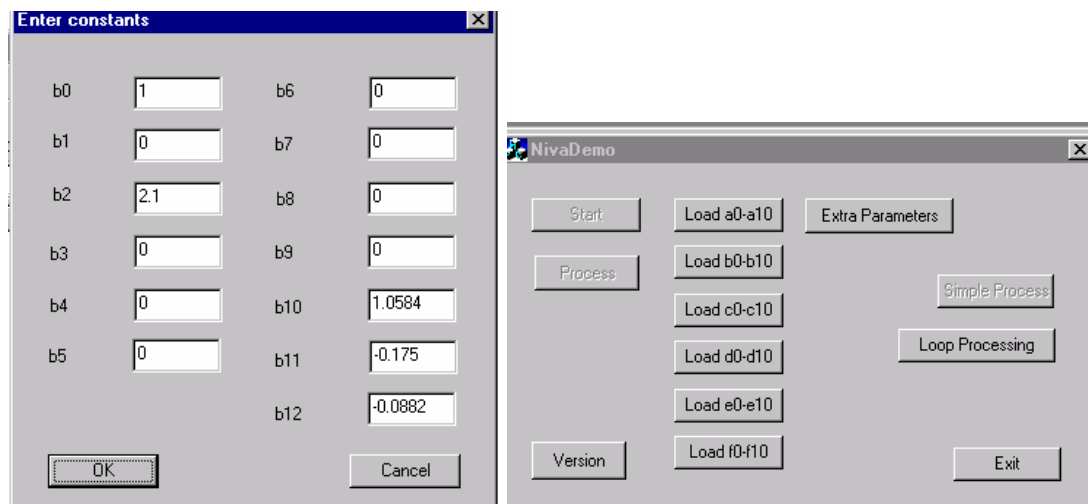 Enter constants
b0 1 b6 0
b1 0 b7 0
b2 2.1 b8 0
b3 0 b9 0
b4 0 b10 1.0584
b5 0 b11 -0.175
b12 -0.0882
OK Cancel
NivaDemo
Start Load a0-a10 Extra Parameters
Process Load b0-b10
Simple Process
Load c0-c10
Loop Processing
Load d0-d10
Load e0-e10
Version Load f0-f10 Exit